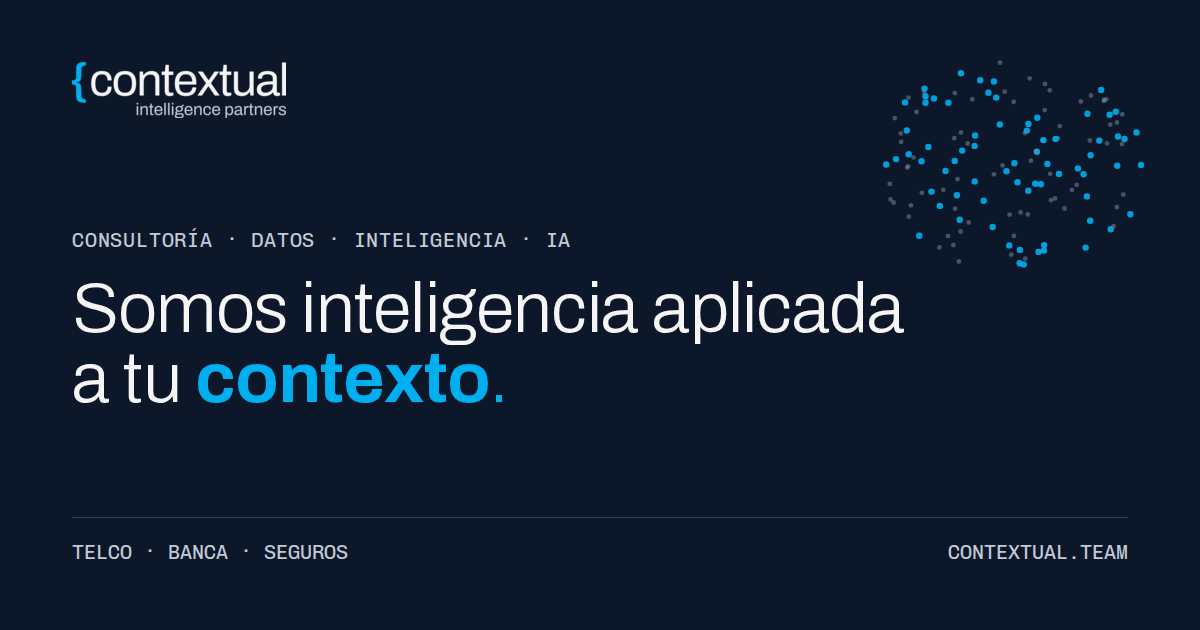 {contextual
intelligence partners
CONSULTORÍA · DATOS · INTELIGENCIA · IA
Somos inteligencia aplicada
a tu contexto.
TELCO · BANCA · SEGUROS
CONTEXTUAL.TEAM